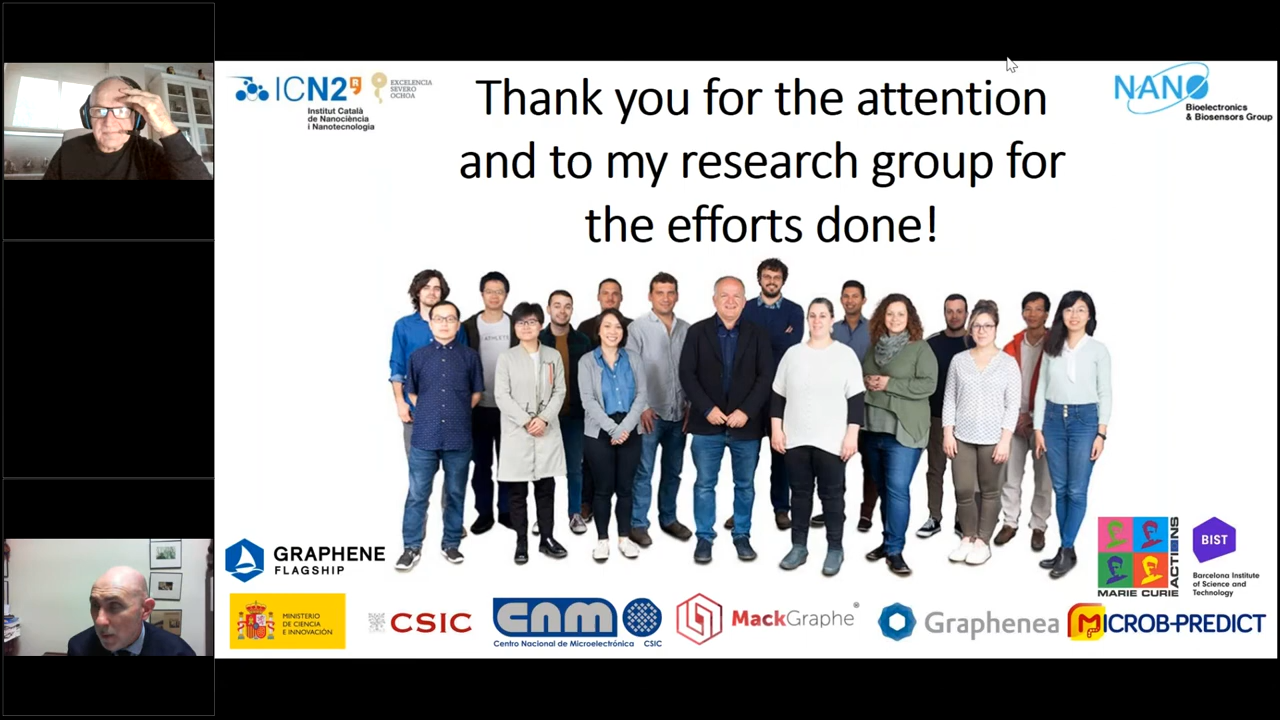 ICN2
Institut Català
de Nanociència
i Nanotecnologia
EXCELENCIA
SEVERO
OCHOA
Thank you for the attention
and to my research group for
the efforts done!
NANO
Bioelectronics
& Biosensors Group
ATHLETE
GRAPHENE
FLAGSHIP
MARIE CURIE
ACTIONS
BIST
Barcelona Institute
of Science and
Technology
MINISTERIO
DE CIENCIA
E INNOVACIÓN
CSIC
CNM
Centro Nacional de Microelectrónica CSIC
MackGraphe®
Graphenea
MICROB-PREDICT